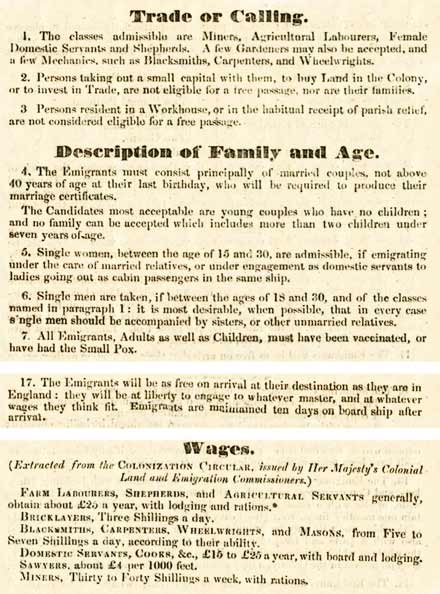 Trade or Calling.
1. The classes admissible are Miners, Agricultural Labourers, Female
Domestic Servants and Shepherds. A few Gardeners may also be accepted, and
a few Mechanics, such as Blacksmiths, Carpenters, and Wheelwrights.
2. Persons taking out a small capital with them, to buy Land in the Colony,
or to invest in Trade, are not eligible for a free passage, nor are their families.
3 Persons resident in a Workhouse, or in the habitual receipt of parish relief,
are not considered eligible for a free passage.
Description of Family and Age.
4. The Emigrants must consist principally of married couples, not above
40 years of age at their last birthday, who will be required to produce their
marriage certificates.
The Candidates most acceptable are young couples who have no children;
and no family can be accepted which includes more than two children under
seven years of age.
5. Single women, between the age of 15 and 30, are admissible, if emigrating
under the care of married relatives, or under engagement as domestic servants to
ladies going out as cabin passengers in the same ship.
6. Single men are taken, if between the ages of 18 and 30, and of the classes
named in paragraph 1: it is most desirable, when possible, that in every case
s'ngle men should be accompanied by sisters, or other unmarried relatives.
7. All Emigrants, Adults as well as Children, must have been vaccinated, or
have had the Small Pox.
17. The Emigrants will be as free on arrival at their destination as they are in
England: they will be at liberty to engage to whatever master, and at whatever
wages they think fit. Emigrants are maintained ten days on board ship after
arrival.
Wages.
(Extracted from the COLONIZATION CIRCULAR, issued by Her Majesty's Colonial
Land and Emigration Commissioners.)
FARM LABOURERS, SHEPHERDS, and AGRICULTURAL SERVANTS generally,
obtain about £25 a year, with lodging and rations.*
BRICKLAYERS, Three Shillings a day.
BLACKSMITHS, CARPENTERS, WHEELWRIGHTS, and MASONS, from Five to
Seven Shillings a day, according to their ability.
DOMESTIC SERVANTS, COOKS, &c., £15 to £25 a year, with board and lodging.
SAWYERS, about £4 per 1000 feet.
MINERS, Thirty to Forty Shillings a week, with rations.